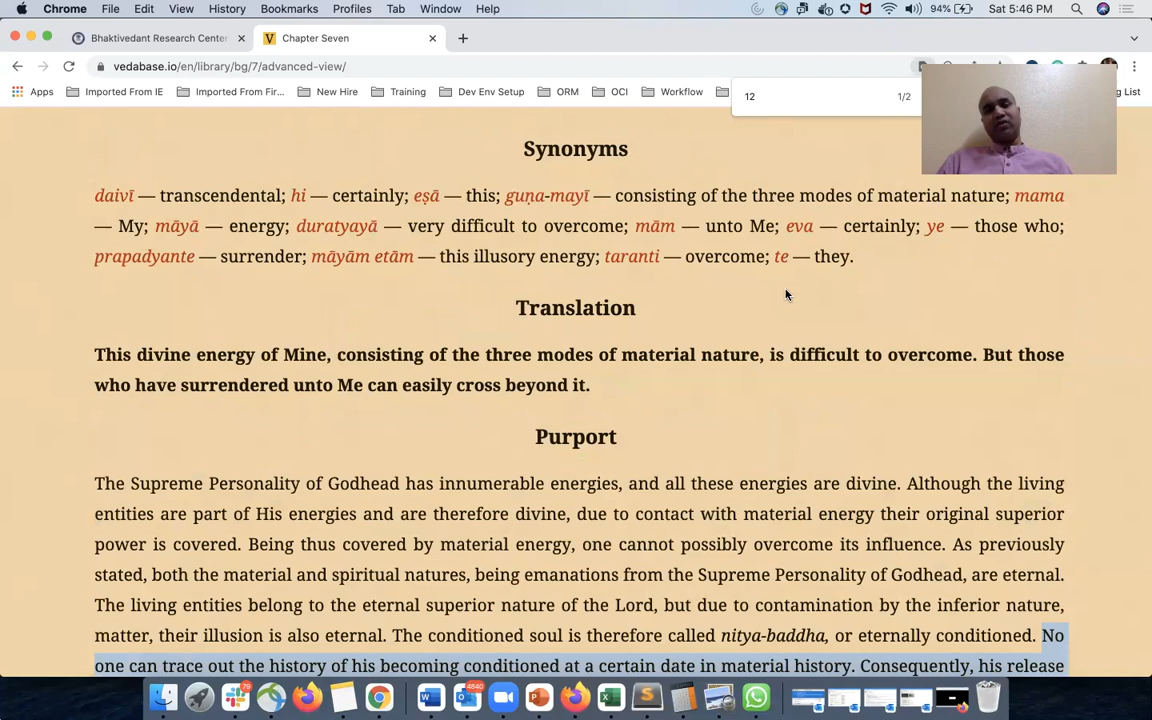 Chrome File Edit View History Bookmarks Profiles Tab Window Help 94% Sat 5:46 PM
Bhaktivedant Research Center Chapter Seven
vedabase.io/en/library/bg/7/advanced-view/
Apps Imported From IE Imported From Fir... New Hire Training Dev Env Setup ORM OCI Workflow g List
12 1/2
Synonyms
daivī — transcendental; hi — certainly; eṣā — this; guṇa-mayī — consisting of the three modes of material nature; mama
— My; māyā — energy; duratyayā — very difficult to overcome; mām — unto Me; eva — certainly; ye — those who;
prapadyante — surrender; māyām etām — this illusory energy; taranti — overcome; te — they.
Translation
This divine energy of Mine, consisting of the three modes of material nature, is difficult to overcome. But those
who have surrendered unto Me can easily cross beyond it.
Purport
The Supreme Personality of Godhead has innumerable energies, and all these energies are divine. Although the living
entities are part of His energies and are therefore divine, due to contact with material energy their original superior
power is covered. Being thus covered by material energy, one cannot possibly overcome its influence. As previously
stated, both the material and spiritual natures, being emanations from the Supreme Personality of Godhead, are eternal.
The living entities belong to the eternal superior nature of the Lord, but due to contamination by the inferior nature,
matter, their illusion is also eternal. The conditioned soul is therefore called nitya-baddha, or eternally conditioned. No
one can trace out the history of his becoming conditioned at a certain date in material history. Consequently, his release
79 4840